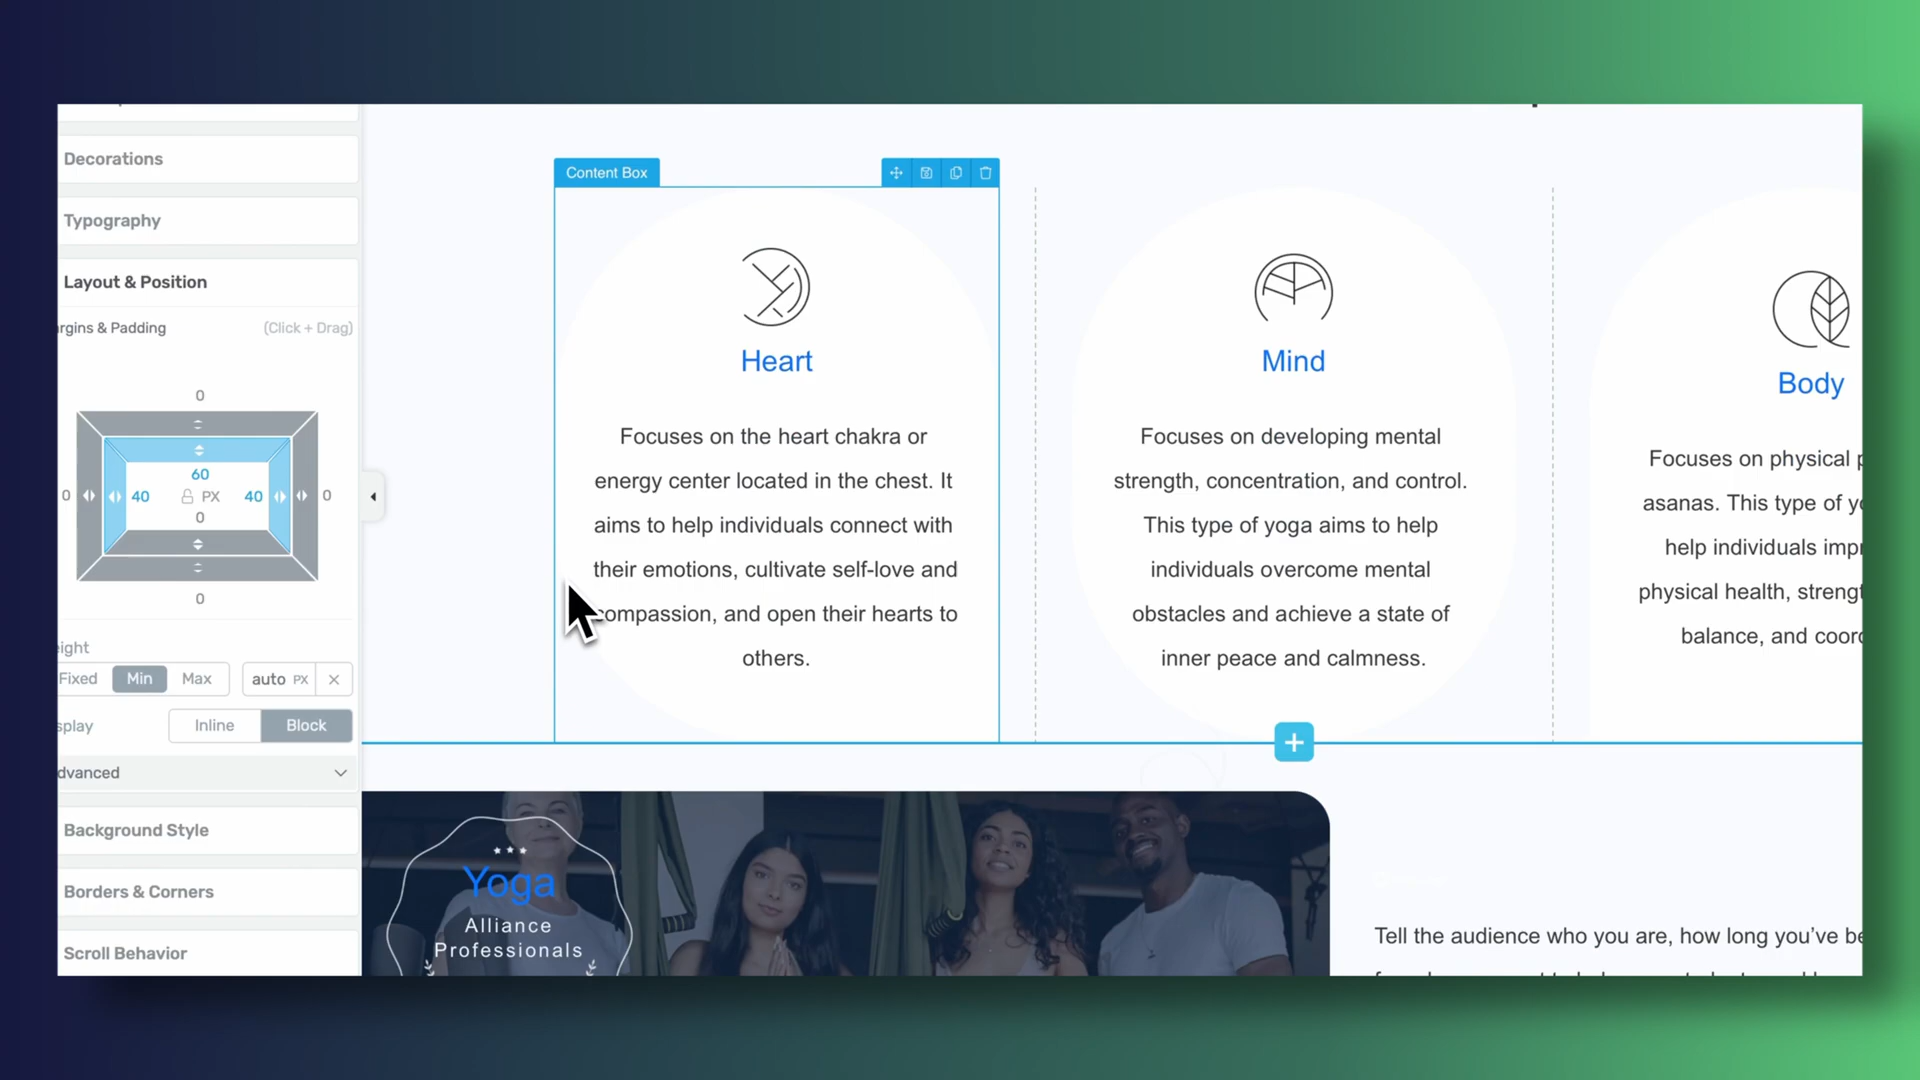 Decorations
Typography
Layout & Position
rgins & Padding
(Click + Drag)
0
60
0
40
PX
40
0
0
0
eight
Fixed
Min
Max
auto PX
splay
Inline
Block
dvanced
Background Style
Borders & Corners
Scroll Behavior
Content Box
Heart
Focuses on the heart chakra or
energy center located in the chest. It
aims to help individuals connect with
their emotions, cultivate self-love and
compassion, and open their hearts to
others.
Mind
Focuses on developing mental
strength, concentration, and control.
This type of yoga aims to help
individuals overcome mental
obstacles and achieve a state of
inner peace and calmness.
Body
Focuses on physical
asanas. This type of
help individuals
physical health,
balance, and
Yoga
Alliance
Professionals
Tell the audience who you are, how long you've